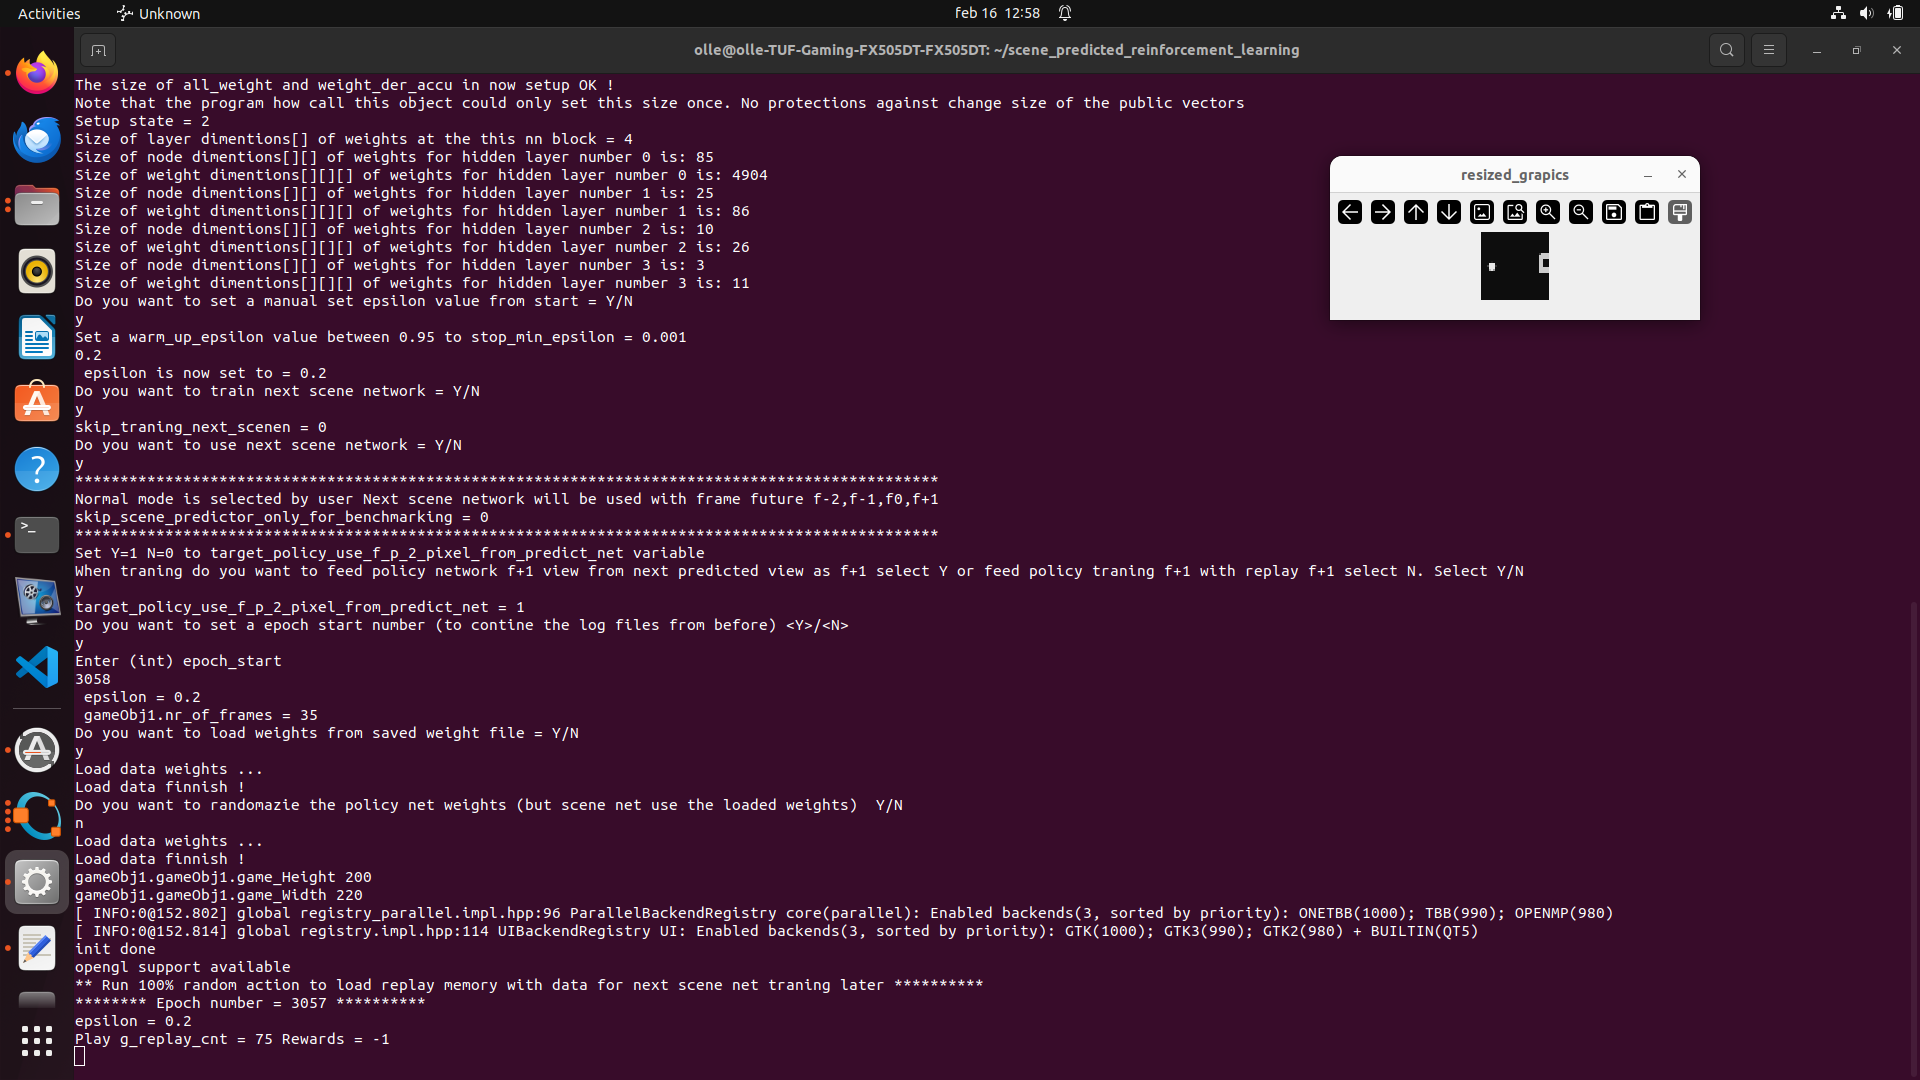 Activities
Unknown
feb 16 12:58
olle@olle-TUF-Gaming-FX505DT-FX505DT: ~/scene_predicted_reinforcement_learning
The size of all_weight and weight_der_accu in now setup OK !
Note that the program how call this object could only set this size once. No protections against change size of the public vectors
Setup state = 2
Size of layer dimentions[] of weights at the this nn block = 4
Size of node dimentions[][] of weights for hidden layer number 0 is: 85
Size of weight dimentions[][][] of weights for hidden layer number 0 is: 4904
Size of node dimentions[][] of weights for hidden layer number 1 is: 25
Size of weight dimentions[][][] of weights for hidden layer number 1 is: 86
Size of node dimentions[][] of weights for hidden layer number 2 is: 10
Size of weight dimentions[][][] of weights for hidden layer number 2 is: 26
Size of node dimentions[][] of weights for hidden layer number 3 is: 3
Size of weight dimentions[][][] of weights for hidden layer number 3 is: 11
Do you want to set a manual set epsilon value from start = Y/N
y
Set a warm_up_epsilon value between 0.95 to stop_min_epsilon = 0.001
0.2
epsilon is now set to = 0.2
Do you want to train next scene network = Y/N
y
skip_traning_next_scenen = 0
Do you want to use next scene network = Y/N
y
************************************************************************************************
Normal mode is selected by user Next scene network will be used with frame future f-2,f-1,f0,f+1
skip_scene_predictor_only_for_benchmarking = 0
************************************************************************************************
Set Y=1 N=0 to target_policy_use_f_p_2_pixel_from_predict_net variable
When traning do you want to feed policy network f+1 view from next predicted view as f+1 select Y or feed policy traning f+1 with replay f+1 select N. Select Y/N
y
target_policy_use_f_p_2_pixel_from_predict_net = 1
Do you want to set a epoch start number (to contine the log files from before) <Y>/<N>
y
Enter (int) epoch_start
3058
epsilon = 0.2
gameObj1.nr_of_frames = 35
Do you want to load weights from saved weight file = Y/N
y
Load data weights ...
Load data finnish !
Do you want to randomazie the policy net weights (but scene net use the loaded weights)  Y/N
n
Load data weights ...
Load data finnish !
gameObj1.gameObj1.game_Height 200
gameObj1.gameObj1.game_Width 220
[ INFO:0@152.802] global registry_parallel.impl.hpp:96 ParallelBackendRegistry core(parallel): Enabled backends(3, sorted by priority): ONETBB(1000); TBB(990); OPENMP(980)
[ INFO:0@152.814] global registry.impl.hpp:114 UIBackendRegistry UI: Enabled backends(3, sorted by priority): GTK(1000); GTK3(990); GTK2(980) + BUILTIN(QT5)
init done
opengl support available
** Run 100% random action to load replay memory with data for next scene net traning later **********
******** Epoch number = 3057 **********
epsilon = 0.2
Play g_replay_cnt = 75 Rewards = -1
resized_grapics